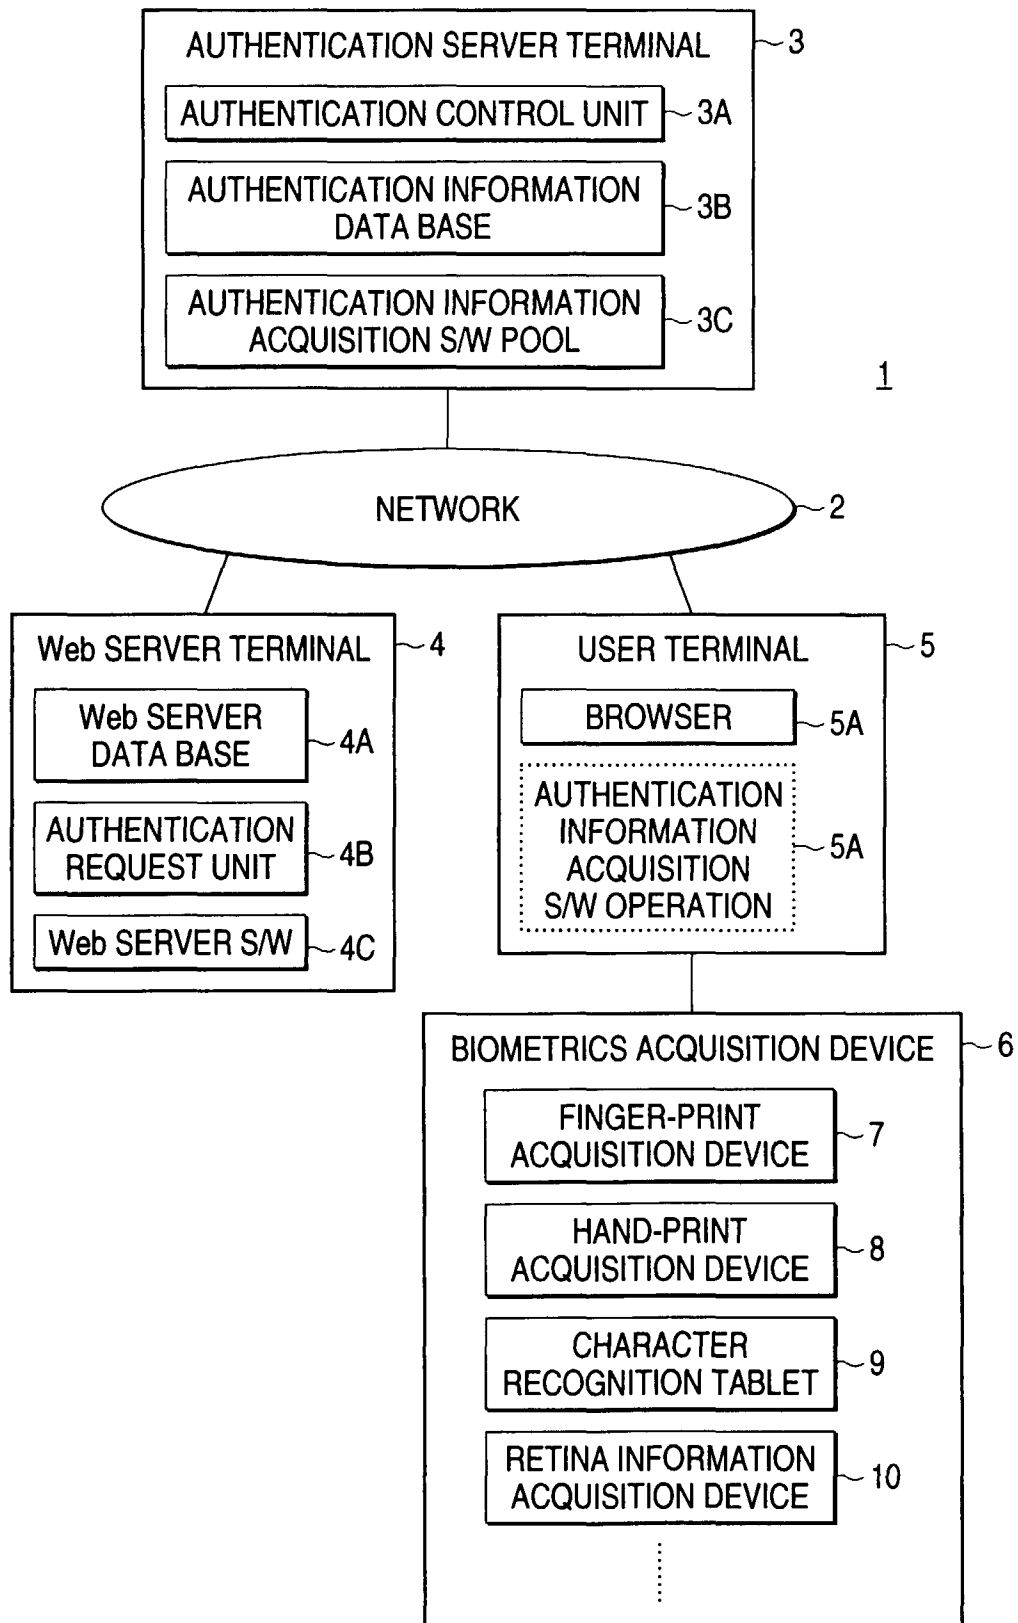 AUTHENTICATION SERVER TERMINAL
3
AUTHENTICATION CONTROL UNIT
3A
AUTHENTICATION INFORMATION
DATA BASE
3B
AUTHENTICATION INFORMATION
ACQUISITION S/W POOL
3C
1
NETWORK
2
Web SERVER TERMINAL
4
Web SERVER
DATA BASE
4A
AUTHENTICATION
REQUEST UNIT
4B
Web SERVER S/W
4C
USER TERMINAL
5
BROWSER
5A
AUTHENTICATION
INFORMATION
ACQUISITION
S/W OPERATION
5A
BIOMETRICS ACQUISITION DEVICE
6
FINGER-PRINT
ACQUISITION DEVICE
7
HAND-PRINT
ACQUISITION DEVICE
8
CHARACTER
RECOGNITION TABLET
9
RETINA INFORMATION
ACQUISITION DEVICE
10